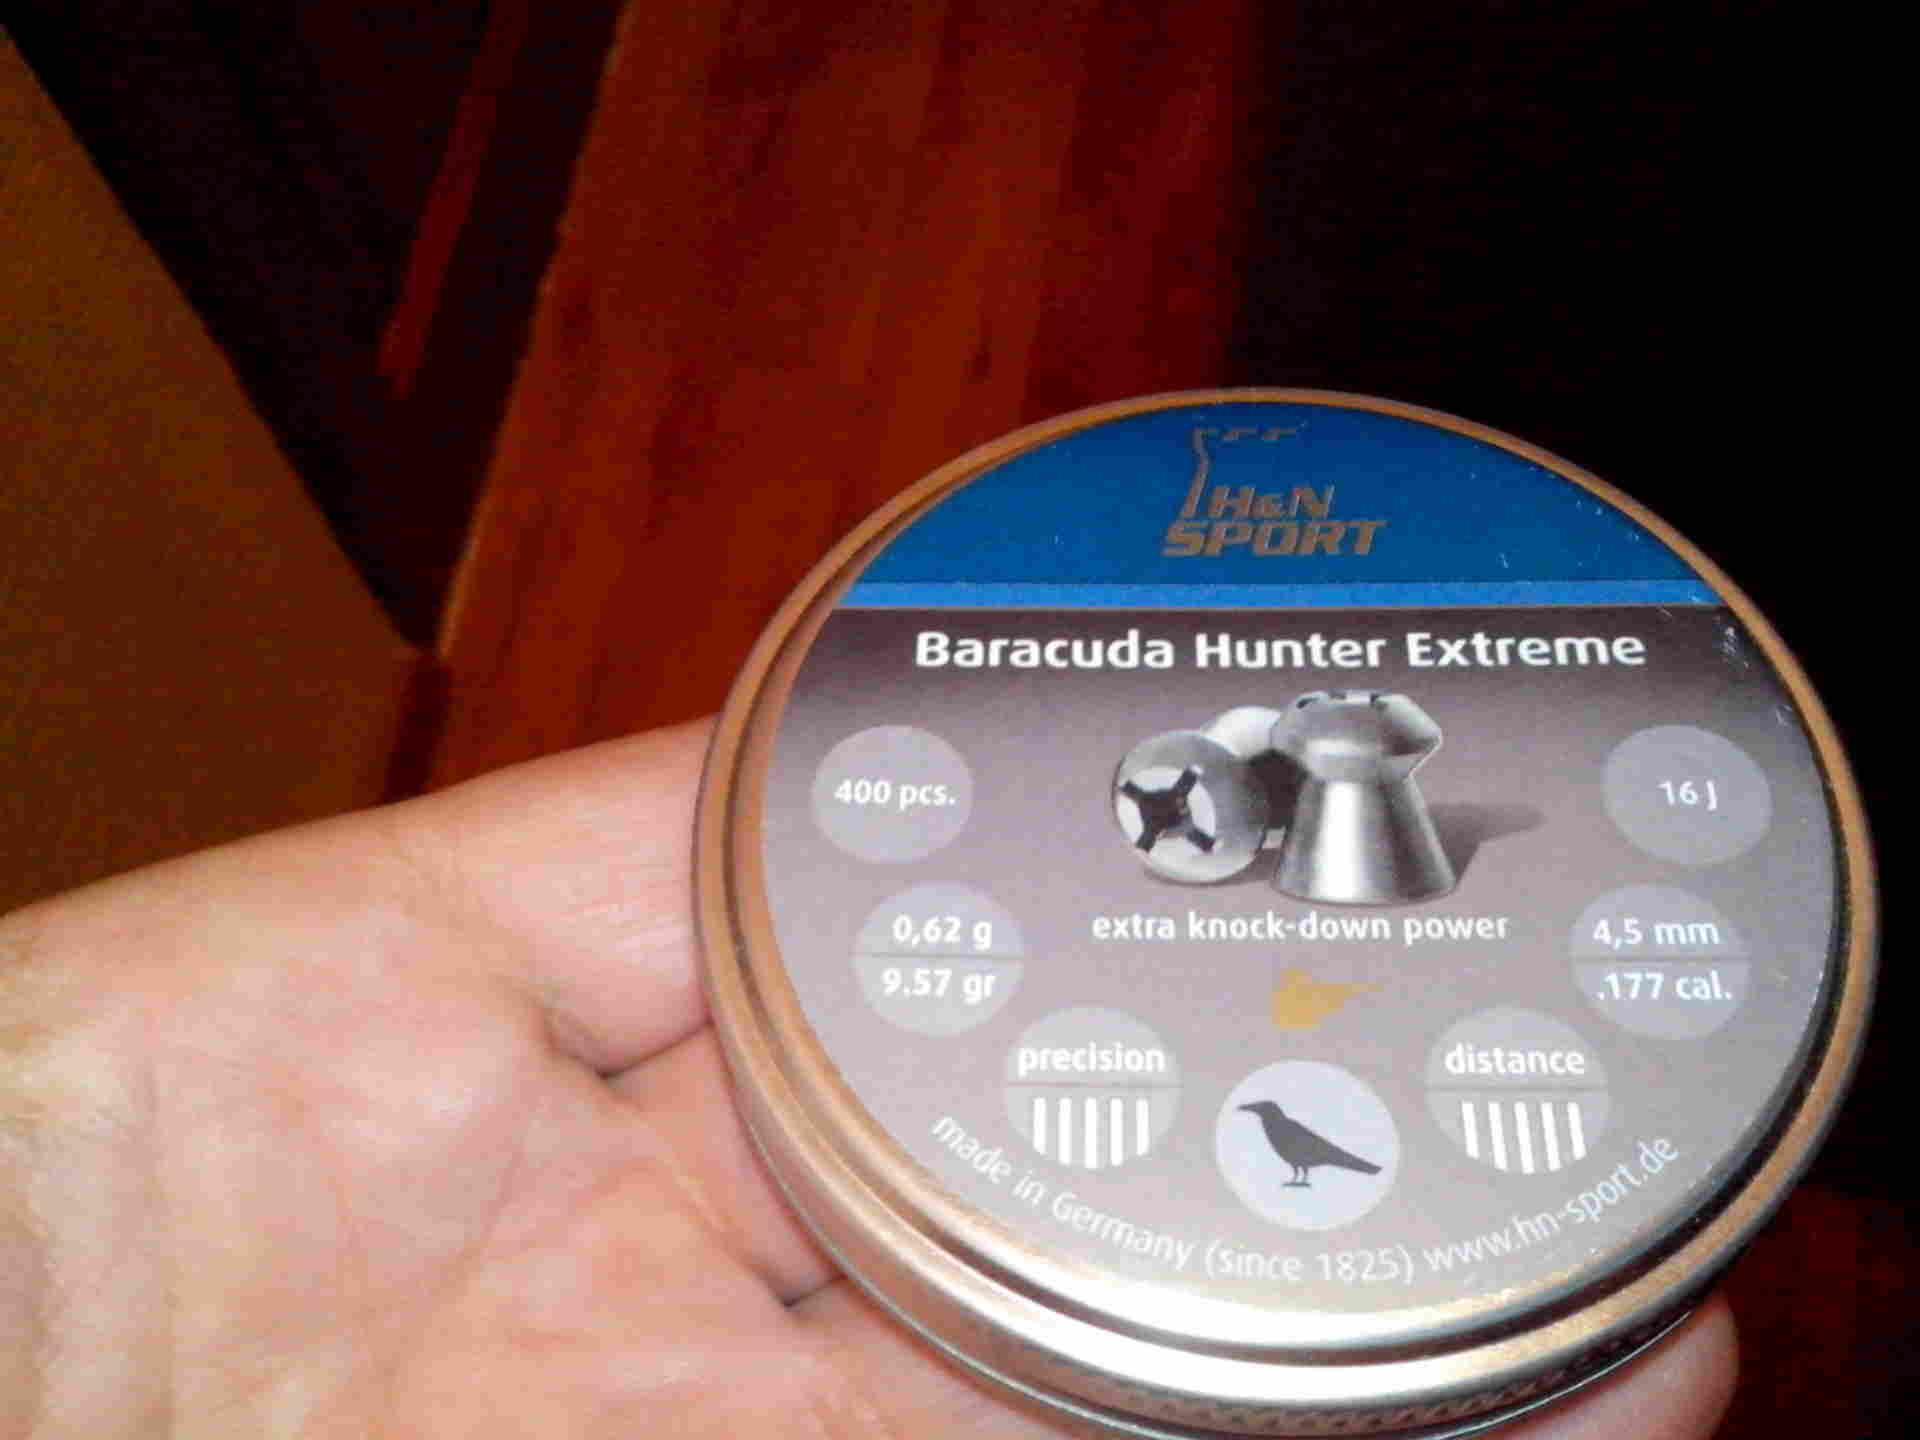 H&N
SPORT
Baracuda Hunter Extreme
400 pcs.
16 J
0,62 g
9.57 gr
extra knock-down power
4,5 mm
.177 cal.
precision
distance
made in Germany (since 1825) www.hn-sport.de